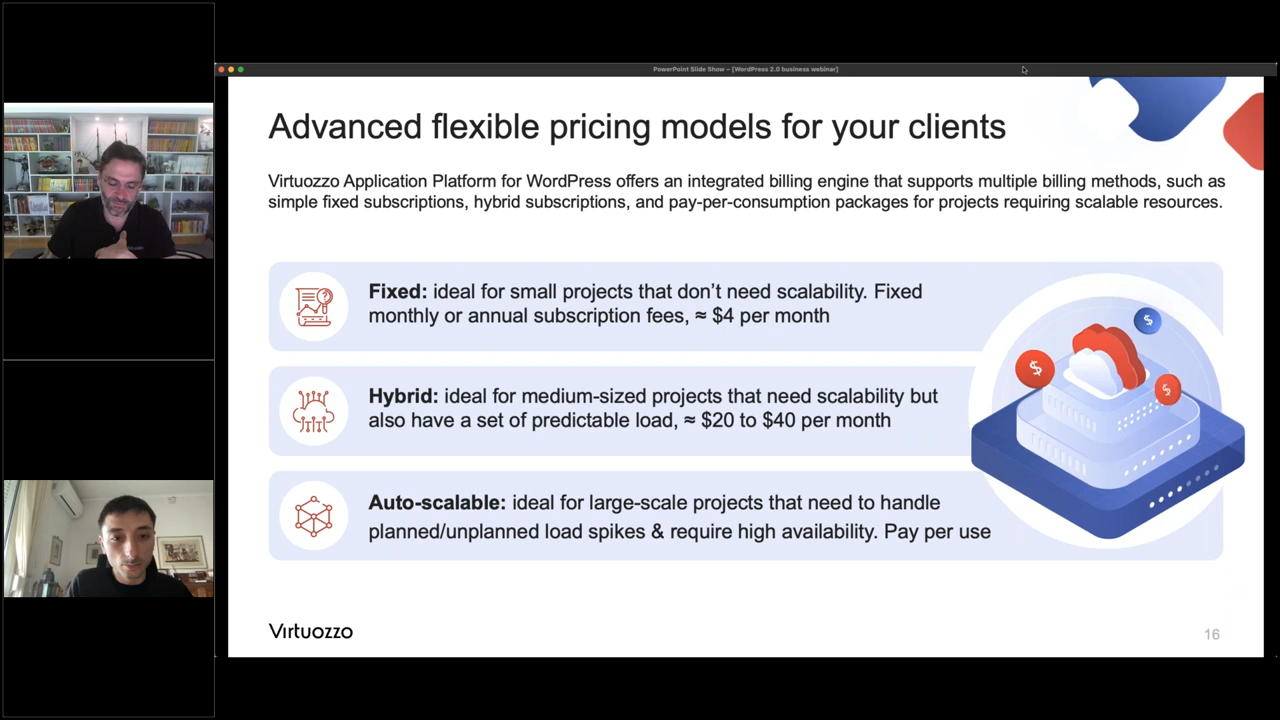 PowerPoint Slide Show – [WordPress 2.0 business webinar]
Advanced flexible pricing models for your clients
Virtuozzo Application Platform for WordPress offers an integrated billing engine that supports multiple billing methods, such as
simple fixed subscriptions, hybrid subscriptions, and pay-per-consumption packages for projects requiring scalable resources.
Fixed: ideal for small projects that don’t need scalability. Fixed
monthly or annual subscription fees, ≈ $4 per month
Hybrid: ideal for medium-sized projects that need scalability but
also have a set of predictable load, ≈ $20 to $40 per month
Auto-scalable: ideal for large-scale projects that need to handle
planned/unplanned load spikes & require high availability. Pay per use
Virtuozzo
16